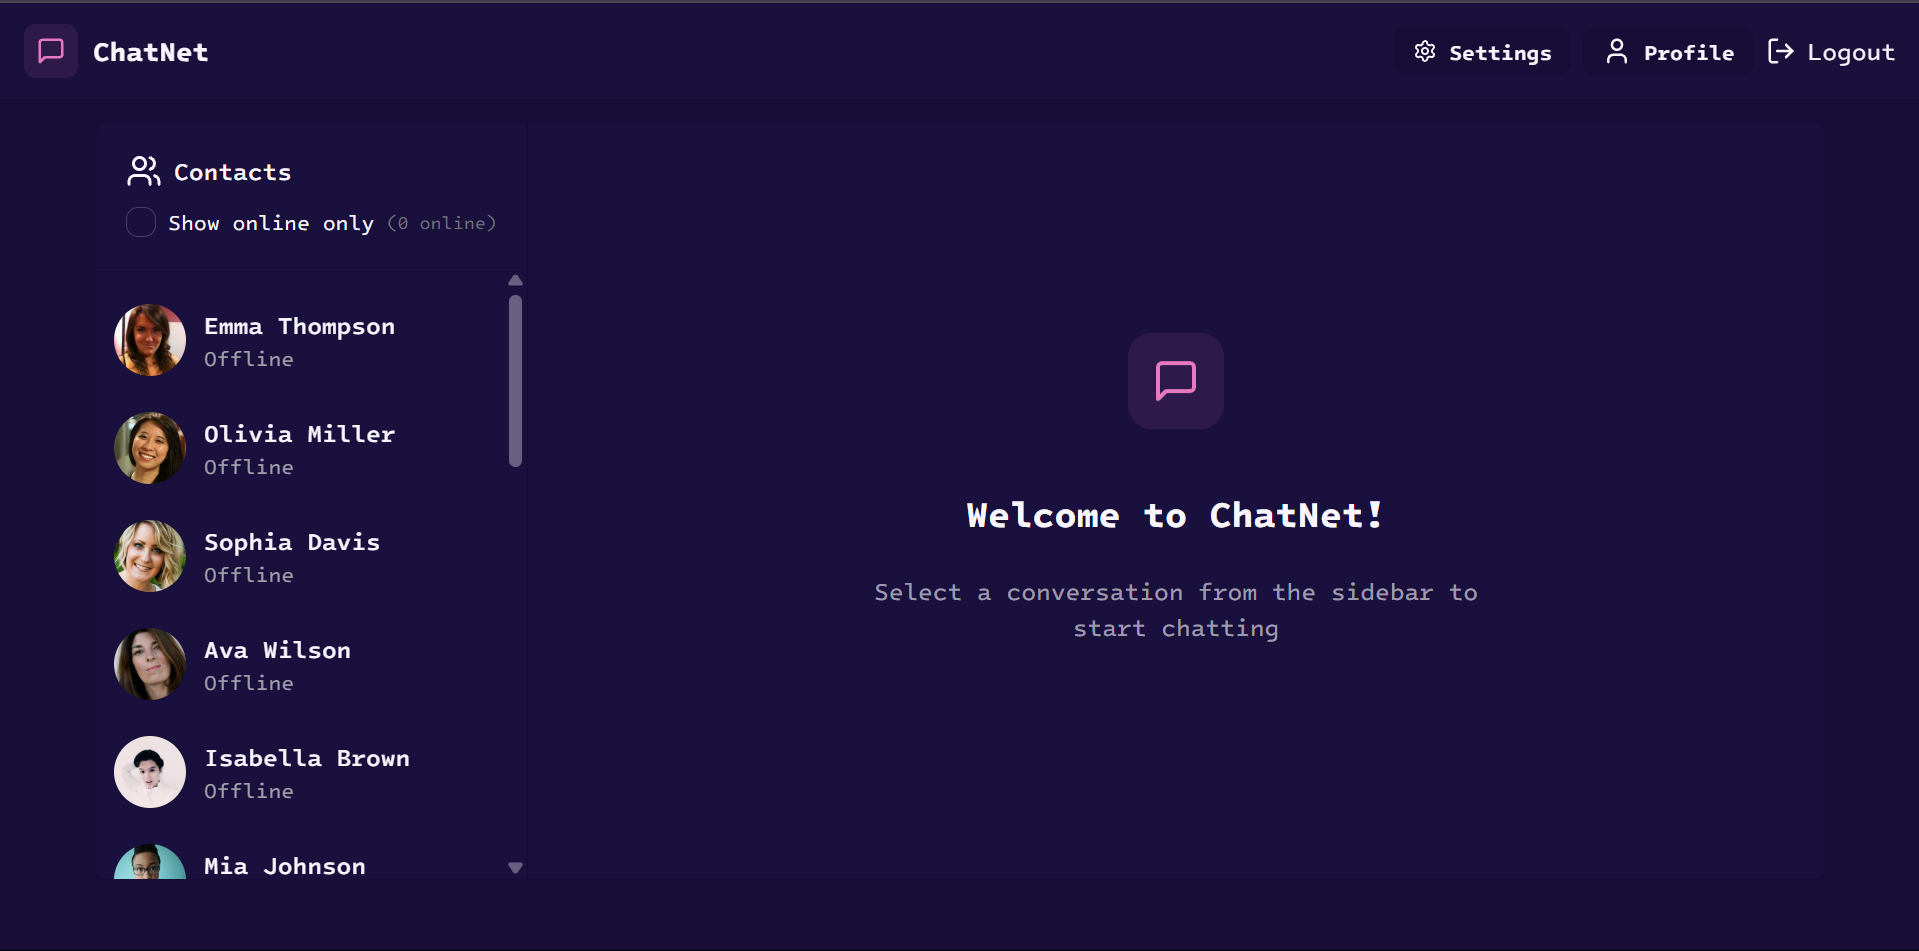 ChatNet
Settings
Profile
Logout
Contacts
Show online only (0 online)
Emma Thompson
Offline
Olivia Miller
Offline
Sophia Davis
Offline
Ava Wilson
Offline
Isabella Brown
Offline
Mia Johnson
Welcome to ChatNet!
Select a conversation from the sidebar to
start chatting